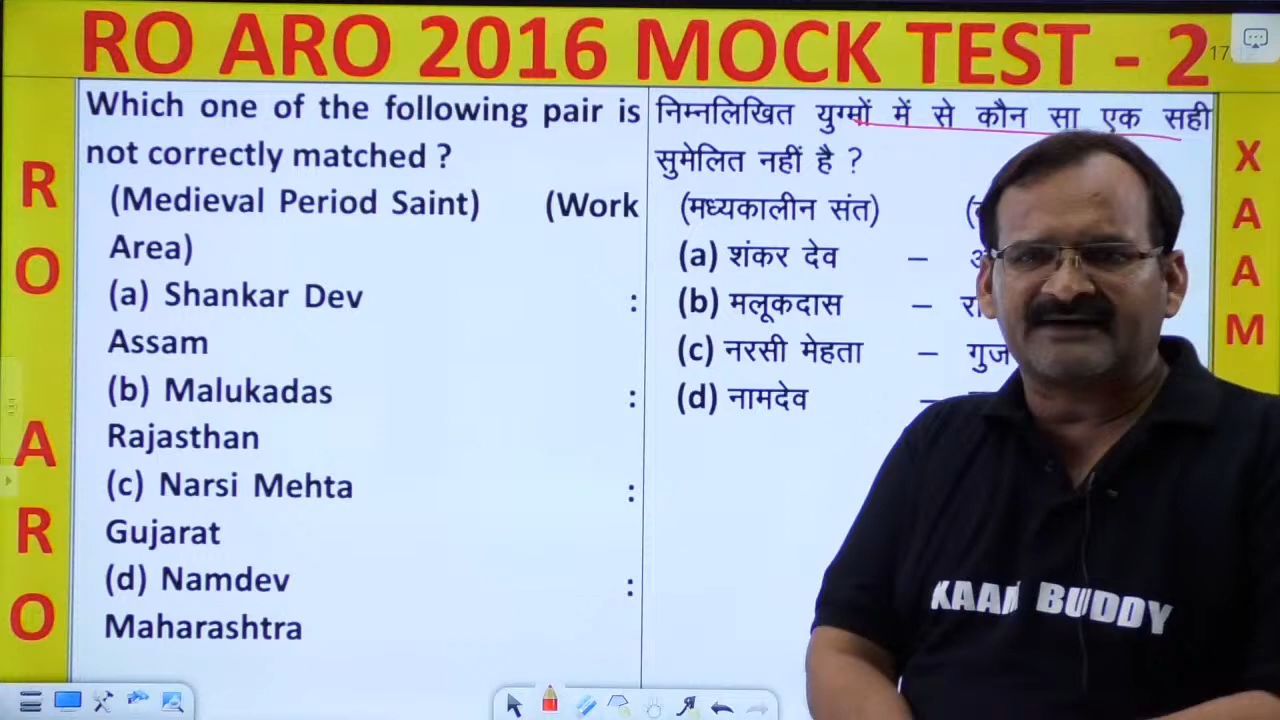 RO ARO 2016 MOCK TEST - 2
17
Which one of the following pair is
not correctly matched ?
(Medieval Period Saint) (Work
Area)
(a) Shankar Dev :
Assam
(b) Malukadas :
Rajasthan
(c) Narsi Mehta :
Gujarat
(d) Namdev :
Maharashtra
निम्नलिखित युग्मों में से कौन सा एक सही
सुमेलित नहीं है ?
(मध्यकालीन संत)
(a) शंकर देव –
(b) मलूकदास –
(c) नरसी मेहता –
(d) नामदेव –
R
O
A
R
O
X
A
A
M
BUDDY